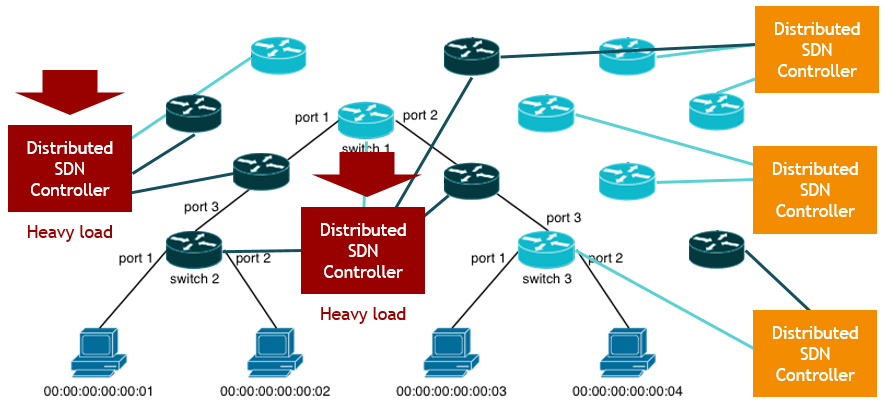 Distributed
SDN
Controller
port 1
port 2
Distributed
SDN
Controller
switch 1
Distributed
SDN
Controller
Heavy load
port 3
Distributed
SDN
Controller
port 3
port 1
port 2
switch 2
port 1
port 2
switch 3
Heavy load
Distributed
SDN
Controller
00:00:00:00:00:01
00:00:00:00:00:02
00:00:00:00:00:03
00:00:00:00:00:04